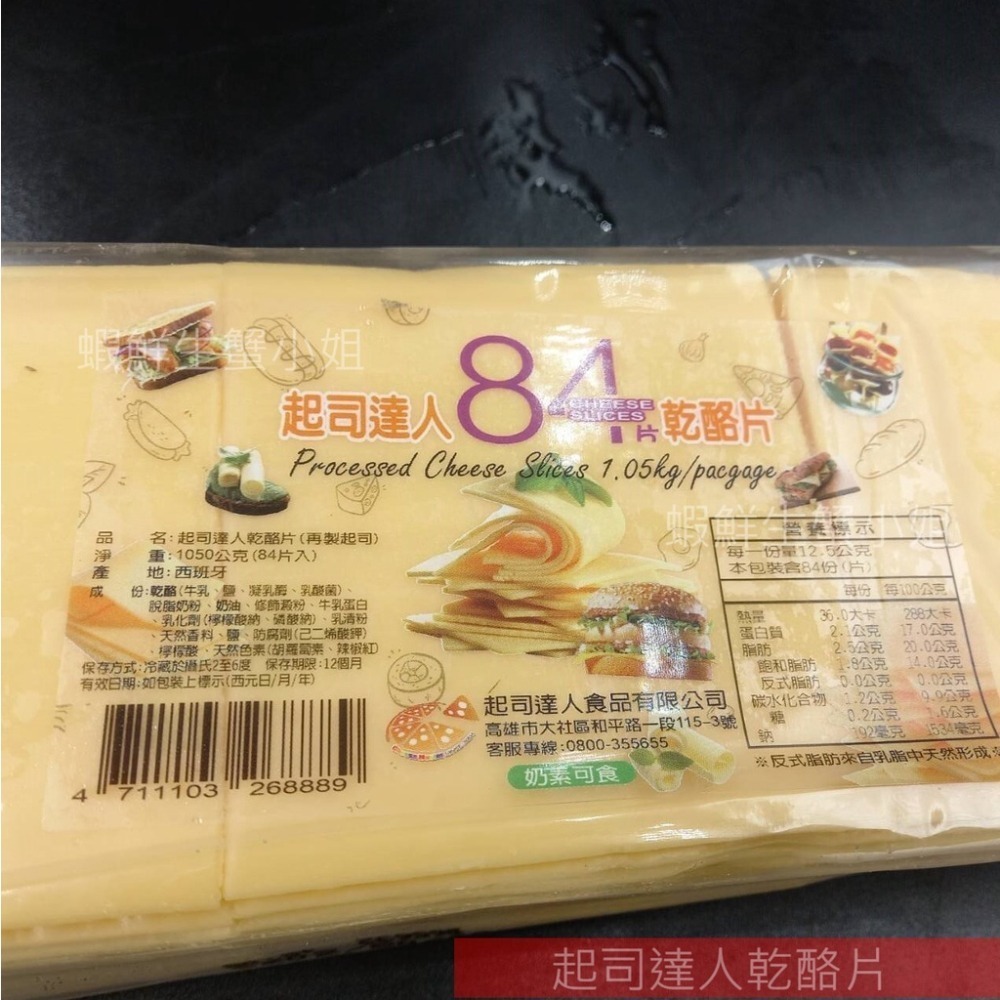 蝦鮮生蟹小姐
起司達人84片乾酪片
CHEESE
SLICES
Processed Cheese Slices 1.05kg/pacgage
品 名:起司達人乾酪片(再製起司)
淨 重:1050公克(84片入)
產 地:西班牙
成 份:乾酪(牛乳、鹽、凝乳酶、乳酸菌)、
脫脂奶粉、奶油、修飾澱粉、牛乳蛋白
、乳化劑(檸檬酸鈉、磷酸鈉)、乳清粉
、天然香料、鹽、防腐劑(己二烯酸鉀)
、檸檬酸、天然色素(胡蘿蔔素、辣椒紅)
保存方式:冷藏於攝氏2至6度 保存期限:12個月
有效日期:如包裝上標示(西元日/月/年)
4 711103 268889
起司達人食品有限公司
高雄市大社區和平路一段115-3號
客服專線:0800-355655
奶素可食
蝦鮮生蟹小姐
營養標示
每一份量12.5公克
本包裝含84份(片)
每份 每100公克
熱量 36.0大卡 288大卡
蛋白質 2.1公克 17.0公克
脂肪 2.5公克 20.0公克
飽和脂肪 1.8公克 14.0公克
反式脂肪 0.0公克 0.0公克
碳水化合物 1.2公克 9.9公克
糖 0.2公克 1.6公克
鈉 192毫克 1534毫克
※反式脂肪來自乳脂中天然形成
起司達人乾酪片